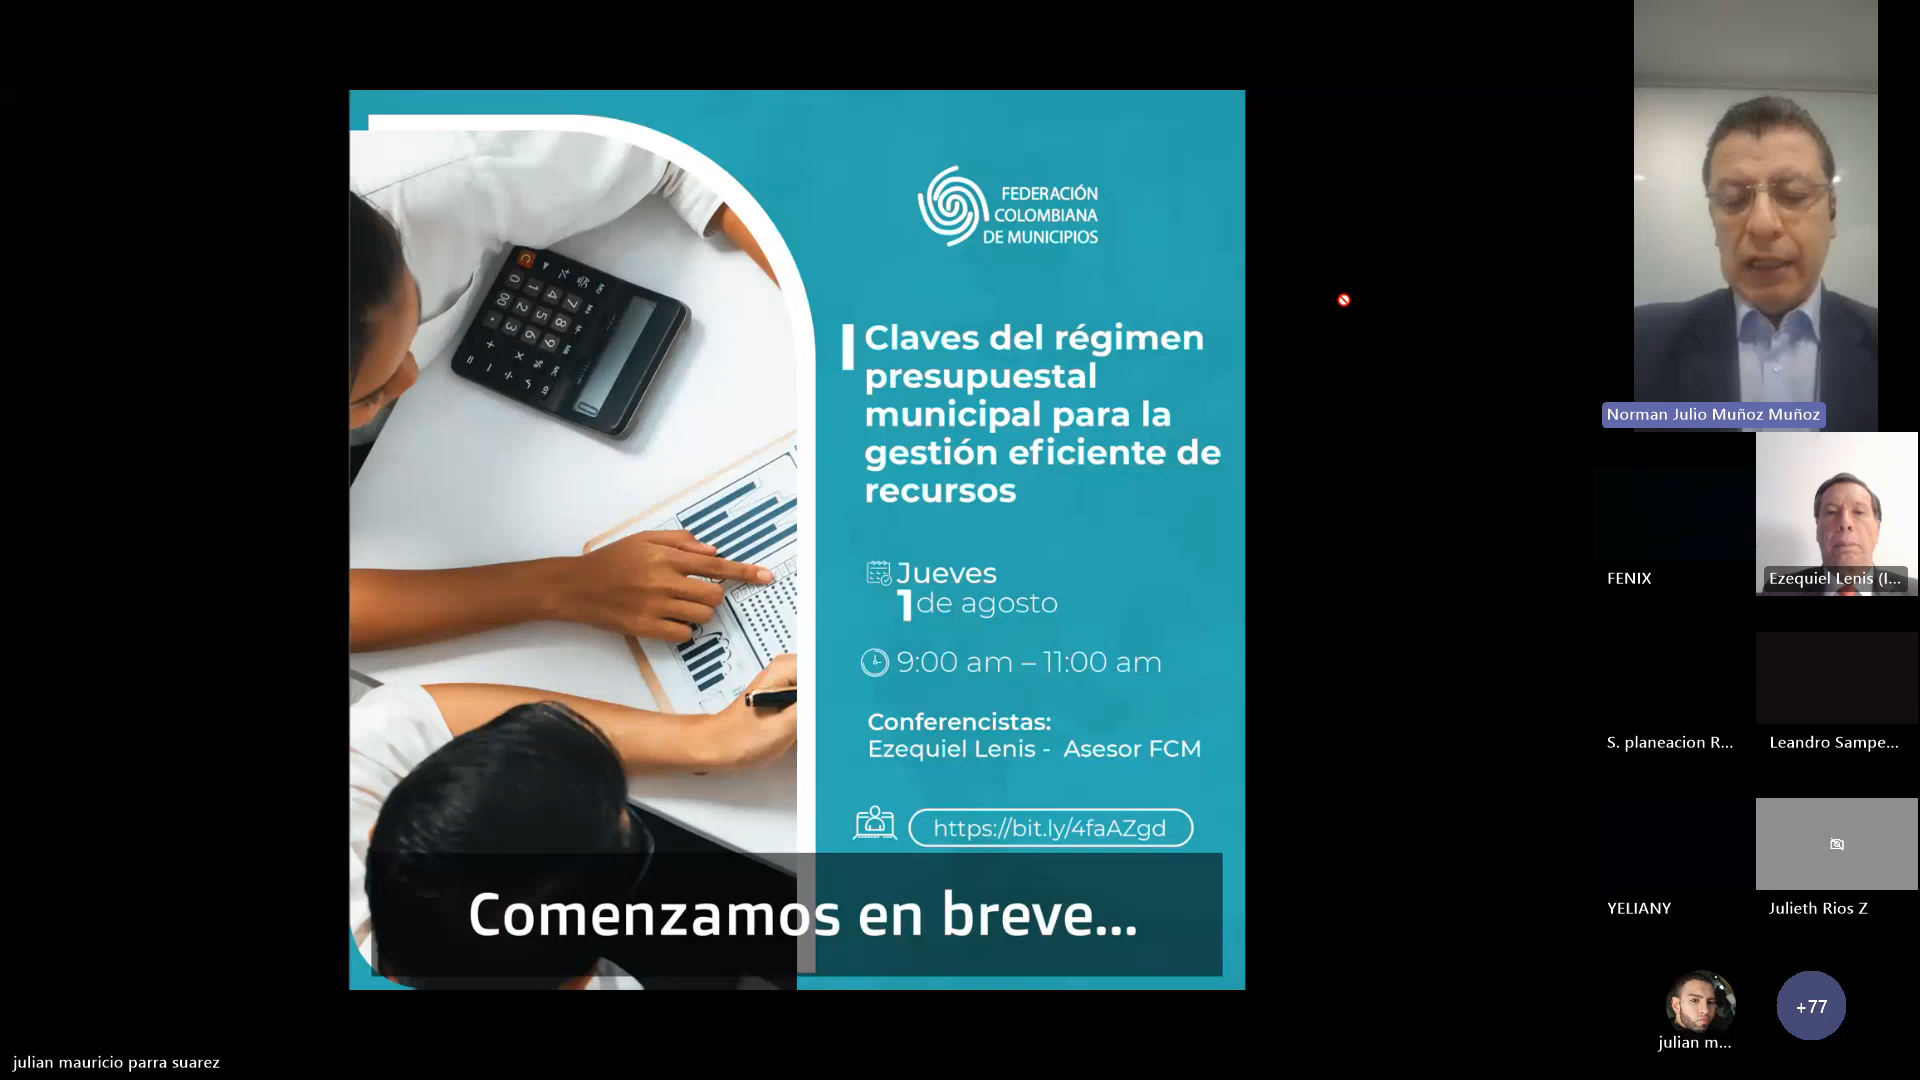 FEDERACIÓN
COLOMBIANA
DE MUNICIPIOS
Claves del régimen
presupuestal
municipal para la
gestión eficiente de
recursos
Jueves
1 de agosto
9:00 am – 11:00 am
Conferencistas:
Ezequiel Lenis - Asesor FCM
https://bit.ly/4faAZgd
Comenzamos en breve...
Norman Julio Muñoz Muñoz
FENIX
Ezequiel Lenis (I...
S. planeacion R...
Leandro Sampe...
YELIANY
Julieth Rios Z
+77
julian m...
julian mauricio parra suarez